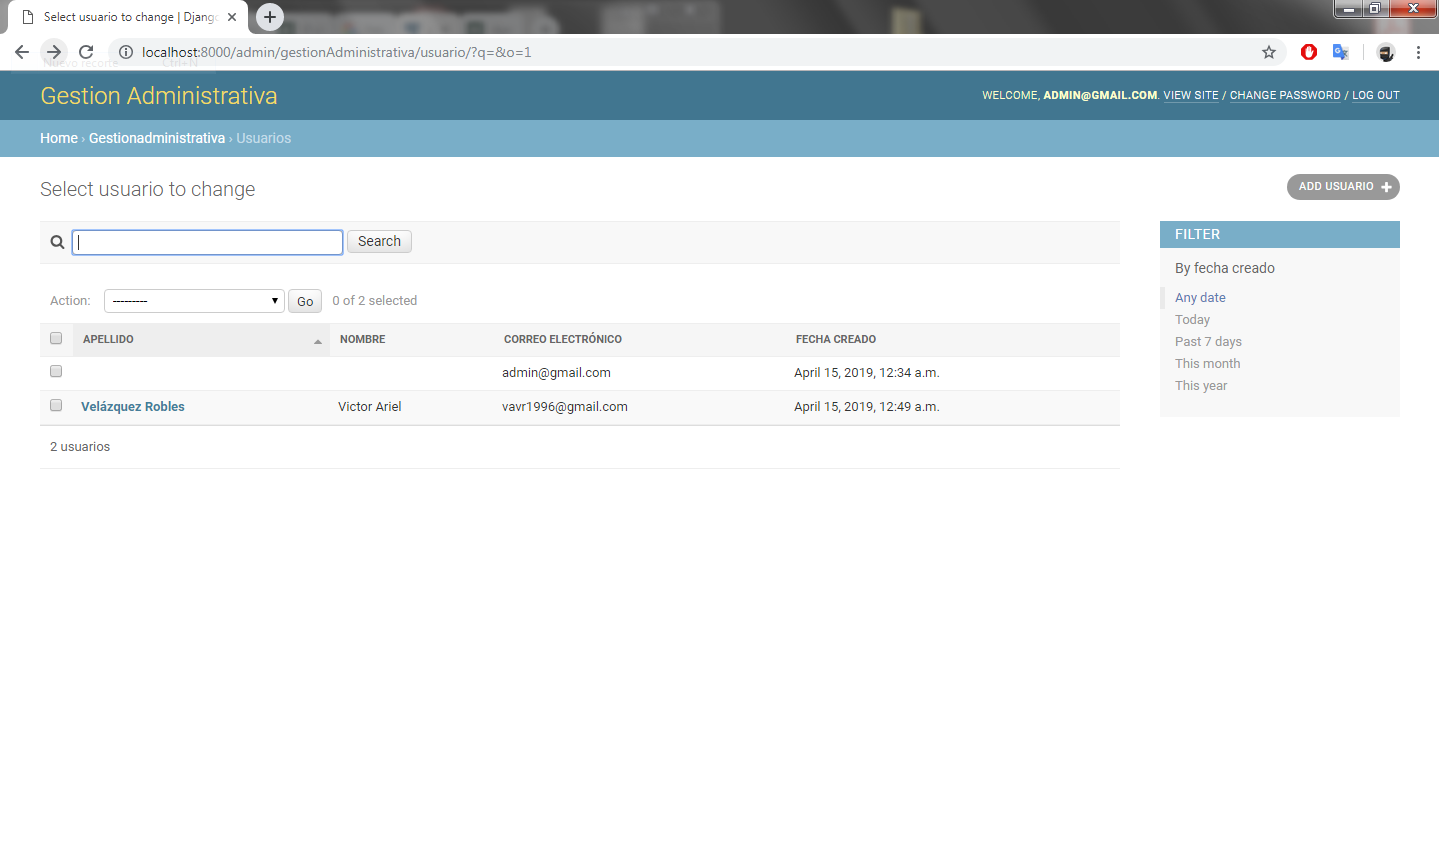 Select usuario to change | Djang
localhost:8000/admin/gestionAdministrativa/usuario/?q=&o=1
Nuevo recorte Ctrl+N
Gestion Administrativa
WELCOME, ADMIN@GMAIL.COM. VIEW SITE / CHANGE PASSWORD / LOG OUT
Home › Gestionadministrativa › Usuarios
Select usuario to change
ADD USUARIO
Search
FILTER
By fecha creado
Any date
Today
Past 7 days
This month
This year
Action: --------- Go 0 of 2 selected
APELLIDO NOMBRE CORREO ELECTRÓNICO FECHA CREADO
admin@gmail.com April 15, 2019, 12:34 a.m.
Velázquez Robles Victor Ariel vavr1996@gmail.com April 15, 2019, 12:49 a.m.
2 usuarios